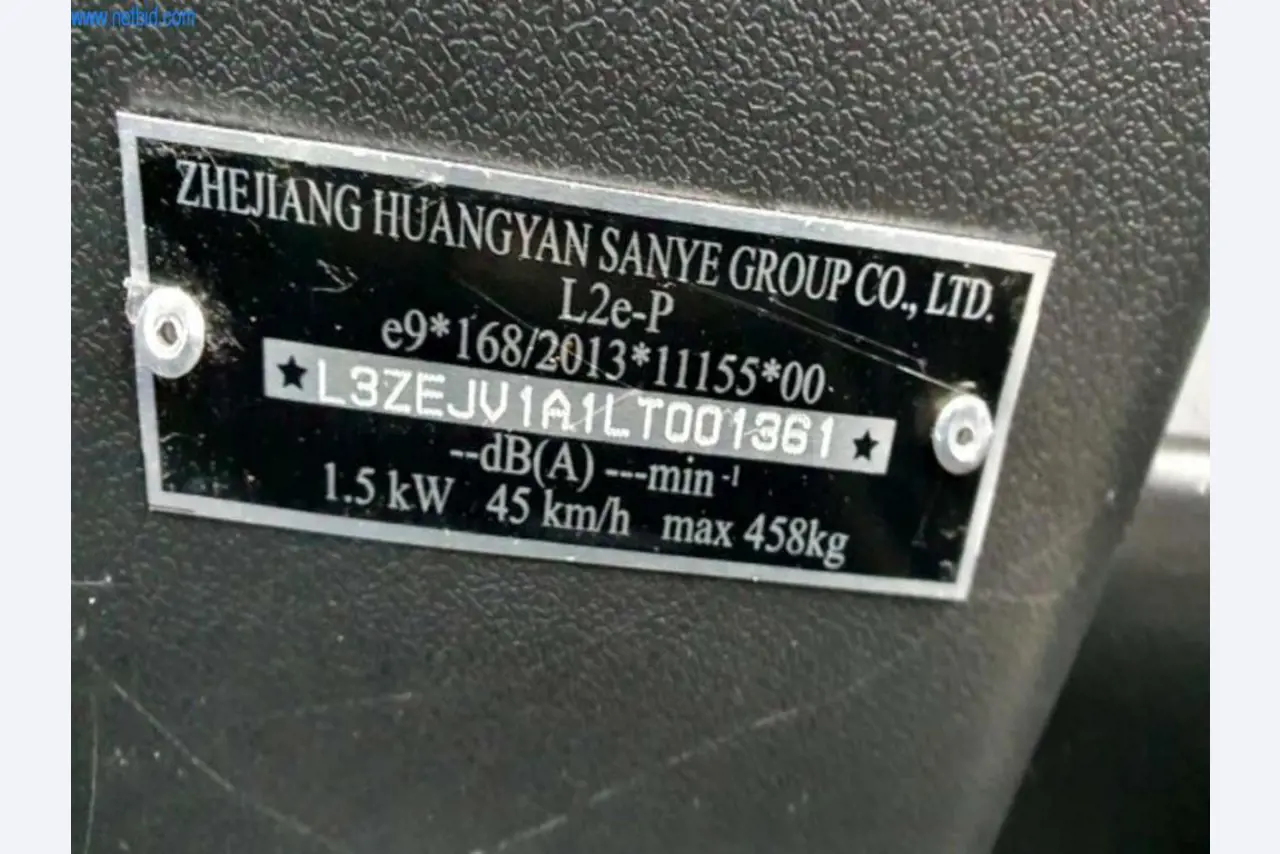 www.netbid.com
ZHEJIANG HUANGYAN SANYE GROUP CO., LTD.
L2e-P
e9*168/2013*11155*00
★L3ZEJV1A1LT001361★
--dB(A) ---min-1
1.5 kW 45 km/h max 458kg